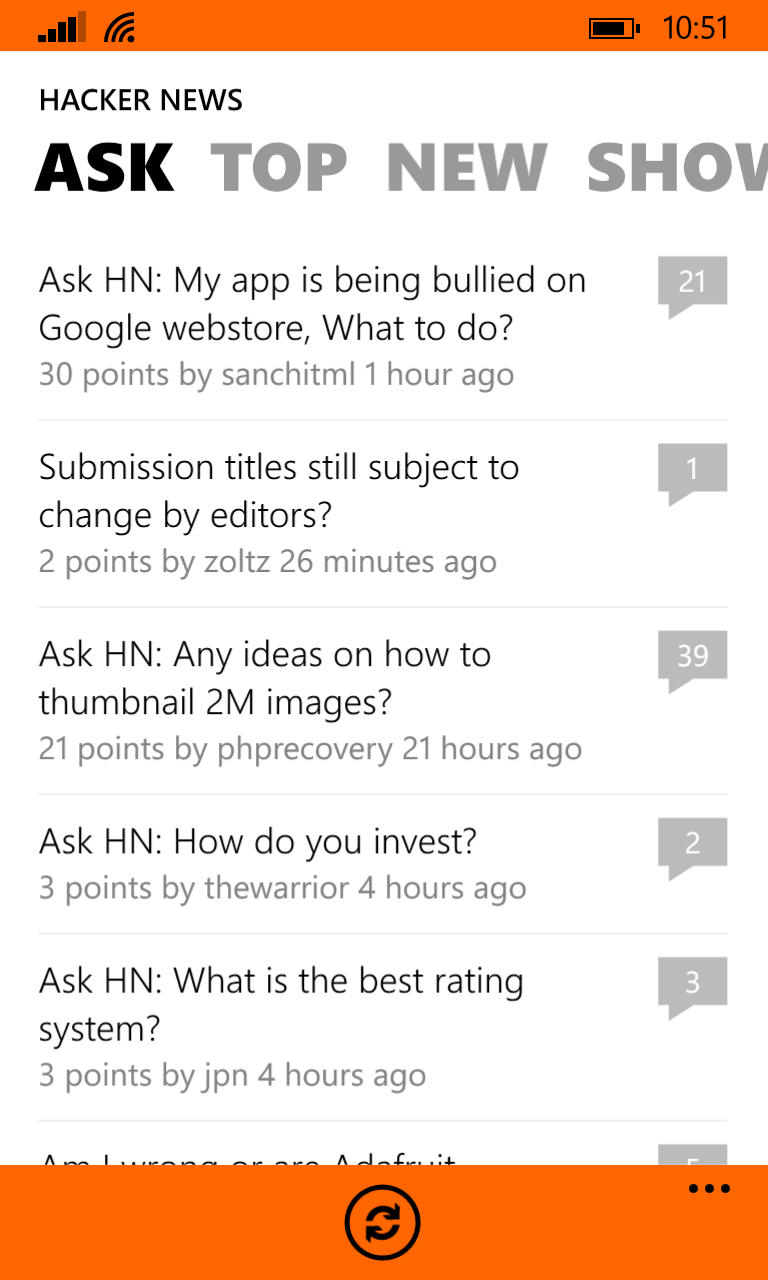 10:51
HACKER NEWS
ASK TOP NEW SHOW
Ask HN: My app is being bullied on
Google webstore, What to do?
30 points by sanchitml 1 hour ago
21
Submission titles still subject to
change by editors?
2 points by zoltz 26 minutes ago
1
Ask HN: Any ideas on how to
thumbnail 2M images?
21 points by phprecovery 21 hours ago
39
Ask HN: How do you invest?
3 points by thewarrior 4 hours ago
2
Ask HN: What is the best rating
system?
3 points by jpn 4 hours ago
3
Am I wrong or are Adafruit
5